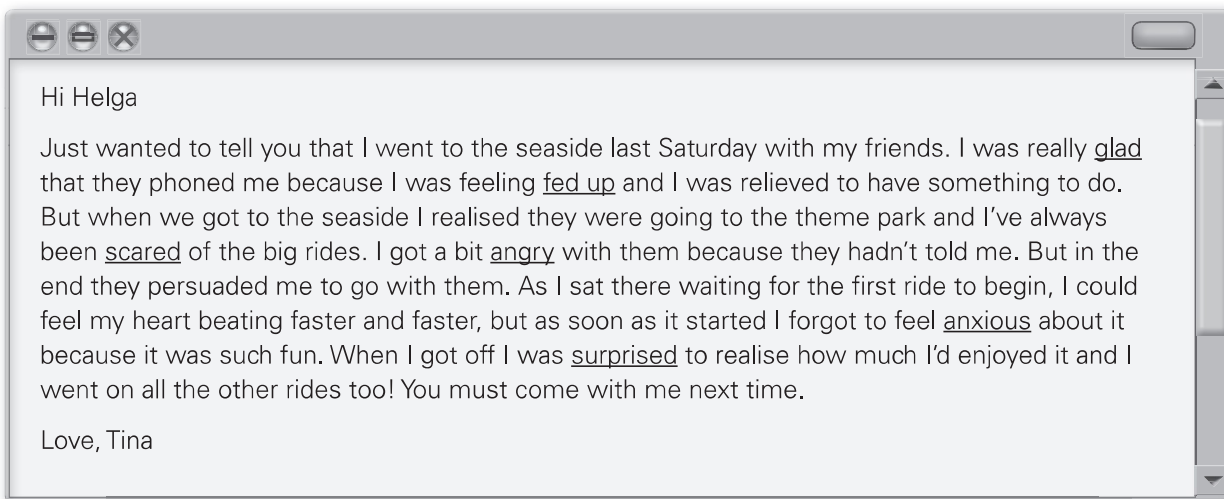 Hi Helga
Just wanted to tell you that I went to the seaside last Saturday with my friends. I was really glad
that they phoned me because I was feeling fed up and I was relieved to have something to do.
But when we got to the seaside I realised they were going to the theme park and I've always
been scared of the big rides. I got a bit angry with them because they hadn't told me. But in the
end they persuaded me to go with them. As I sat there waiting for the first ride to begin, I could
feel my heart beating faster and faster, but as soon as it started I forgot to feel anxious about it
because it was such fun. When I got off I was surprised to realise how much I'd enjoyed it and I
went on all the other rides too! You must come with me next time.
Love, Tina